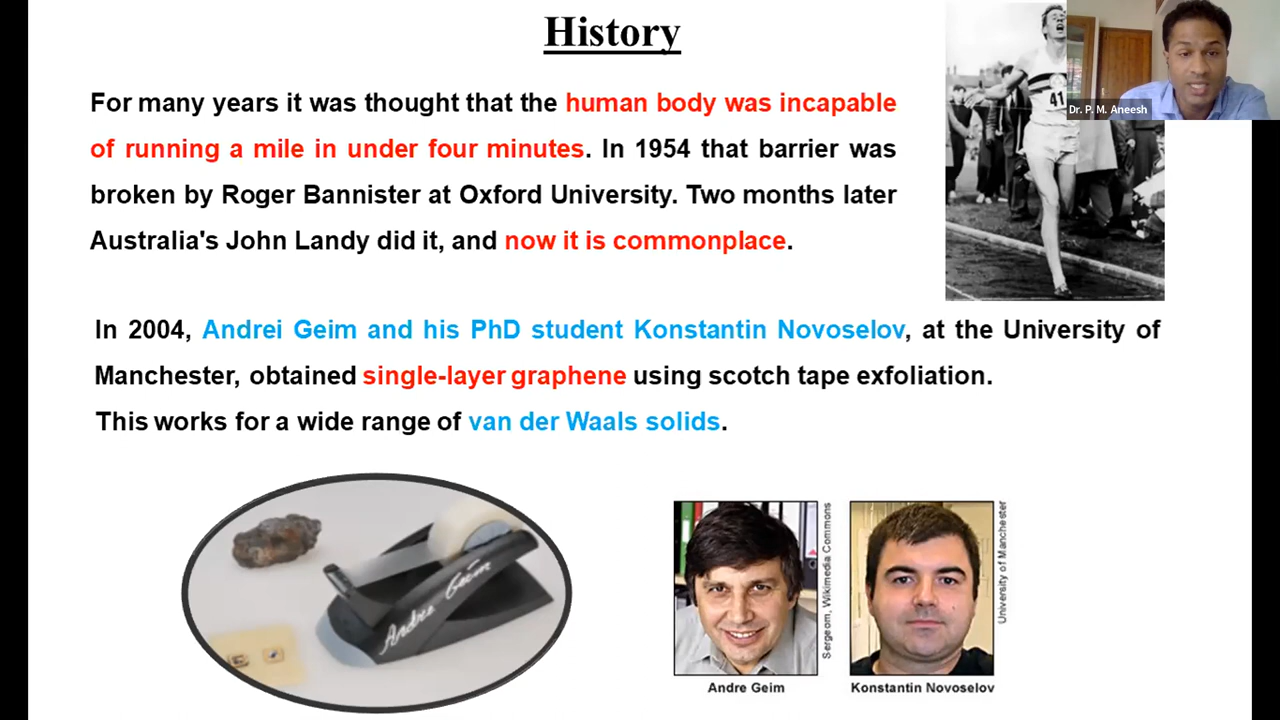 History
For many years it was thought that the human body was incapable
of running a mile in under four minutes. In 1954 that barrier was
broken by Roger Bannister at Oxford University. Two months later
Australia's John Landy did it, and now it is commonplace.
41
Dr. P. M. Aneesh
In 2004, Andrei Geim and his PhD student Konstantin Novoselov, at the University of
Manchester, obtained single-layer graphene using scotch tape exfoliation.
This works for a wide range of van der Waals solids.
Andre Geim
Sergeom, Wikimedia Commons
University of Manchester
Andre Geim
Konstantin Novoselov